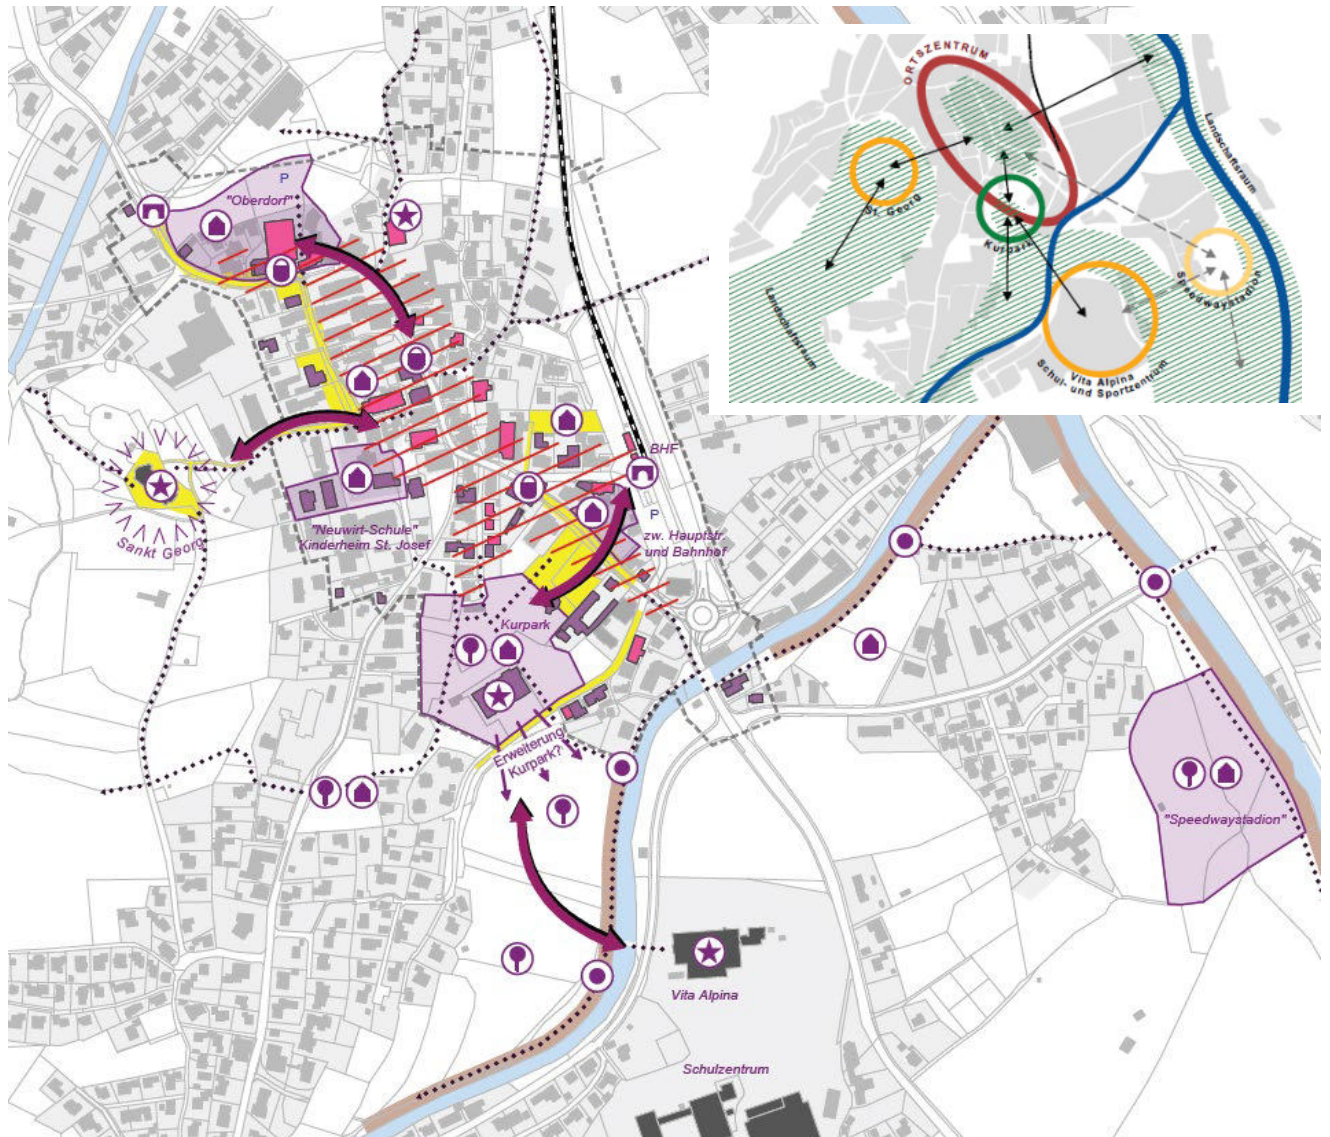 ORTSZENTRUM
Landschaftsraum
St. Georg
Kurpark
Speedwaystadion
Landschaftsraum
Vita Alpina
Schul- und Sportzentrum
P
"Oberdorf"
BHF
P
zw. Hauptstr.
und Bahnhof
Sankt Georg
"Neuwirt-Schule"
Kinderheim St. Josef
Kurpark
Erweiterung
Kurpark?
"Speedwaystadion"
Vita Alpina
Schulzentrum